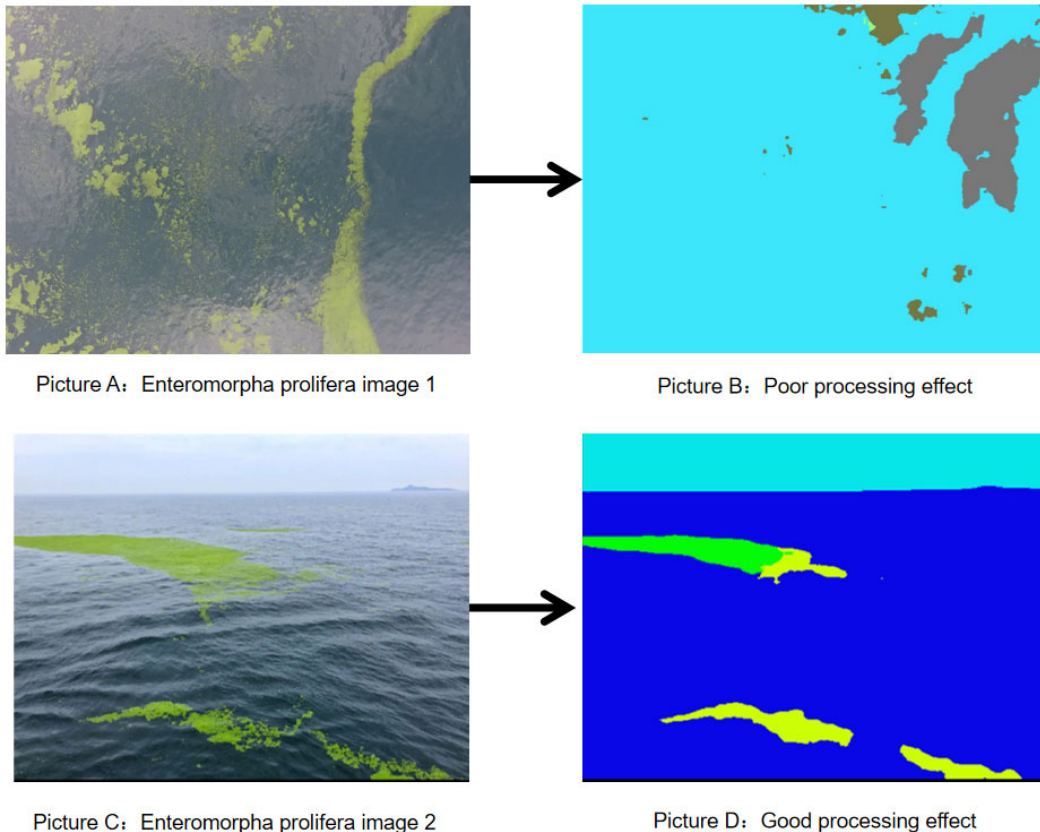 Picture A：Enteromorpha prolifera image 1
Picture B：Poor processing effect
Picture C：Enteromorpha prolifera image 2
Picture D：Good processing effect